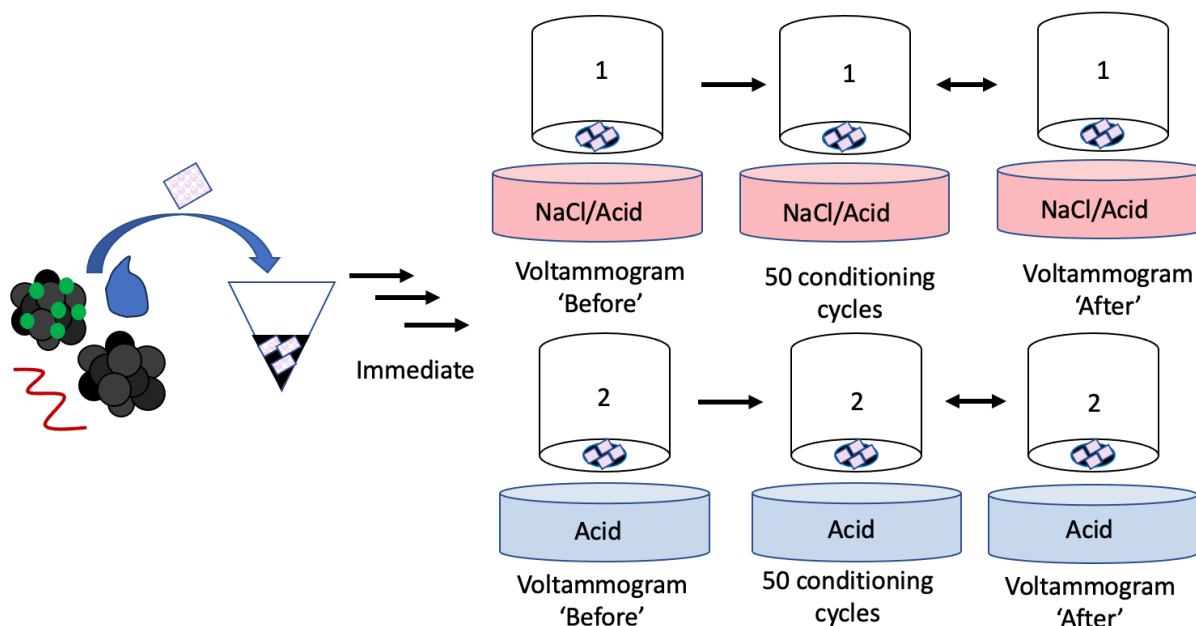 1
1
1
NaCl/Acid
NaCl/Acid
NaCl/Acid
Voltammogram
‘Before’
50 conditioning
cycles
Voltammogram
‘After’
Immediate
2
2
2
Acid
Acid
Acid
Voltammogram
‘Before’
50 conditioning
cycles
Voltammogram
‘After’